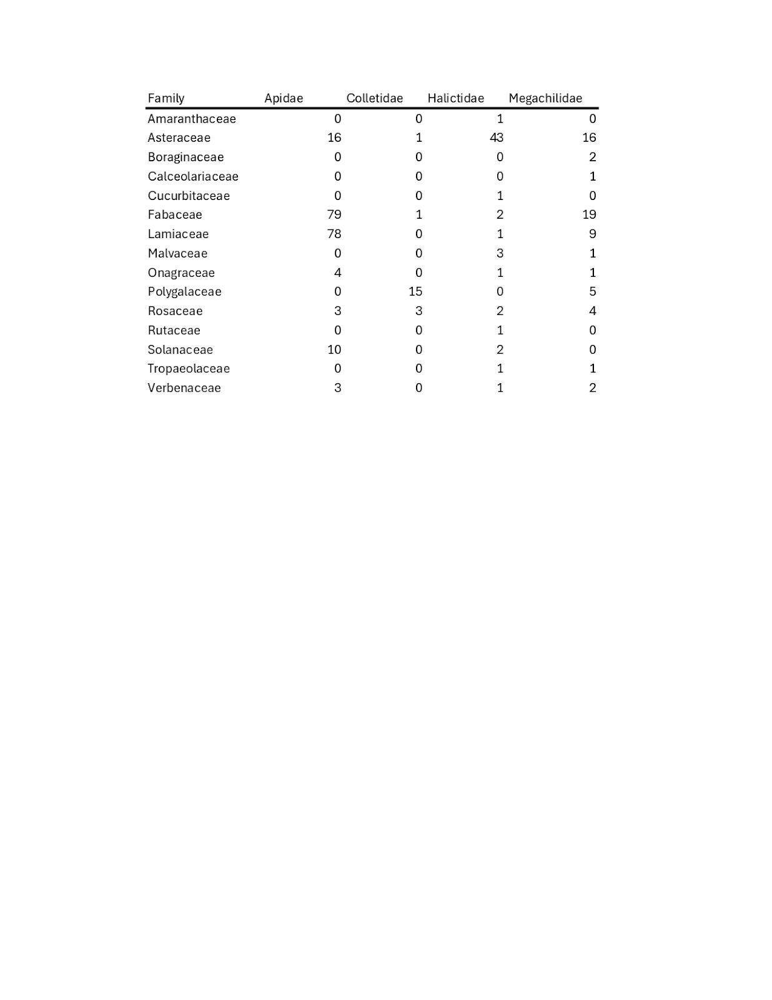 Family Apidae Colletidae Halictidae Megachilidae
Amaranthaceae 0 0 1 0
Asteraceae 16 1 43 16
Boraginaceae 0 0 0 2
Calceolariaceae 0 0 0 1
Cucurbitaceae 0 0 1 0
Fabaceae 79 1 2 19
Lamiaceae 78 0 1 9
Malvaceae 0 0 3 1
Onagraceae 4 0 1 1
Polygalaceae 0 15 0 5
Rosaceae 3 3 2 4
Rutaceae 0 0 1 0
Solanaceae 10 0 2 0
Tropaeolaceae 0 0 1 1
Verbenaceae 3 0 1 2